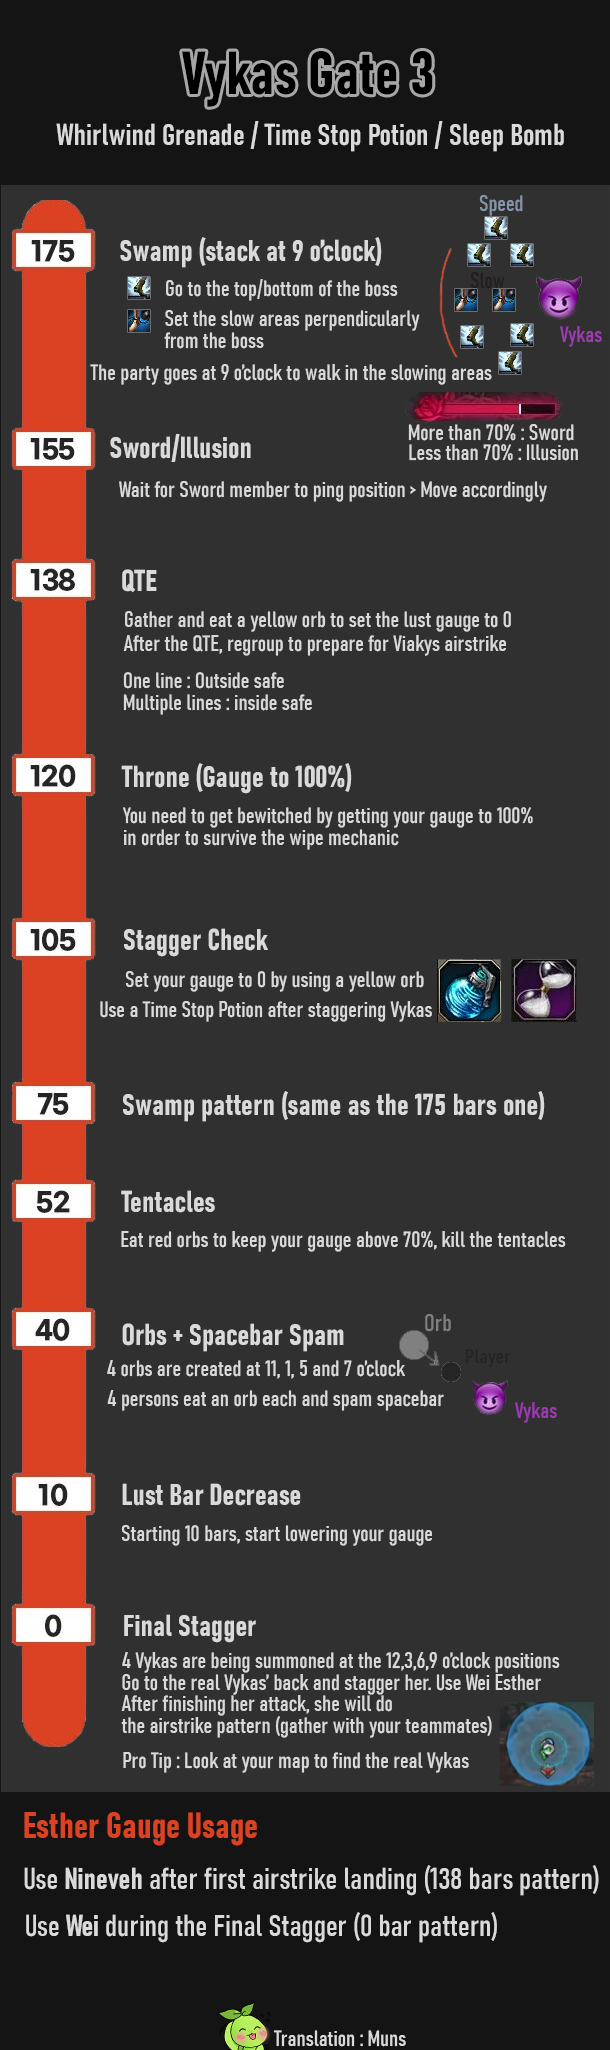 Vykas Gate 3
Whirlwind Grenade / Time Stop Potion / Sleep Bomb
Speed
175
Swamp (stack at 9 o'clock)
Go to the top/bottom of the boss
Slow
Set the slow areas perpendicularly
from the boss
Vykas
The party goes at 9 o'clock to walk in the slowing areas
155
Sword/Illusion
More than 70% : Sword
Less than 70% : Illusion
Wait for Sword member to ping position > Move accordingly
138
QTE
Gather and eat a yellow orb to set the lust gauge to 0
After the QTE, regroup to prepare for Viakys airstrike
One line : Outside safe
Multiple lines : inside safe
120
Throne (Gauge to 100%)
You need to get bewitched by getting your gauge to 100%
in order to survive the wipe mechanic
105
Stagger Check
Set your gauge to 0 by using a yellow orb
Use a Time Stop Potion after staggering Vykas
75
Swamp pattern (same as the 175 bars one)
52
Tentacles
Eat red orbs to keep your gauge above 70%, kill the tentacles
40
Orbs + Spacebar Spam
Orb
Player
4 orbs are created at 11, 1, 5 and 7 o'clock
4 persons eat an orb each and spam spacebar
Vykas
10
Lust Bar Decrease
Starting 10 bars, start lowering your gauge
0
Final Stagger
4 Vykas are being summoned at the 12,3,6,9 o'clock positions
Go to the real Vykas' back and stagger her. Use Wei Esther
After finishing her attack, she will do
the airstrike pattern (gather with your teammates)
Pro Tip : Look at your map to find the real Vykas
Esther Gauge Usage
Use Nineveh after first airstrike landing (138 bars pattern)
Use Wei during the Final Stagger (0 bar pattern)
Translation : Muns